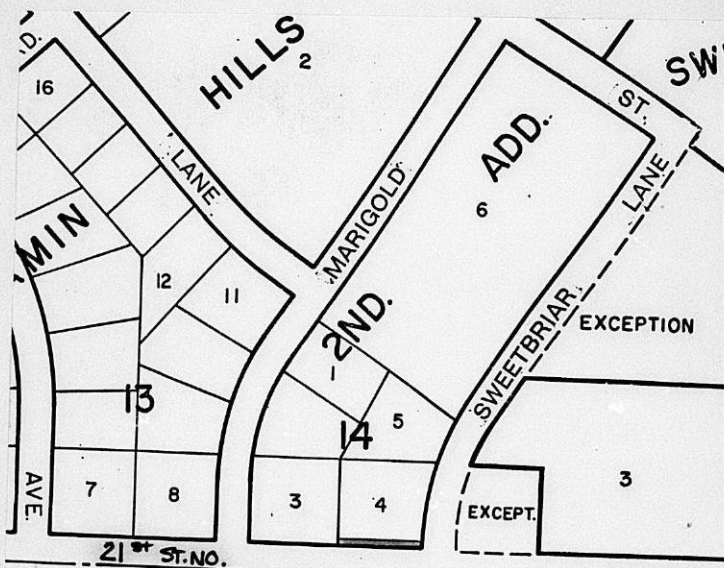 HILLS
2
SW
D.
16
LANE
ST.
ADD.
MARIGOLD
LANE
6
MIN
12
11
2ND.
SWEETBRIAR
EXCEPTION
1
13
5
14
7
8
3
4
EXCEPT.
3
AVE.
21st ST. NO.